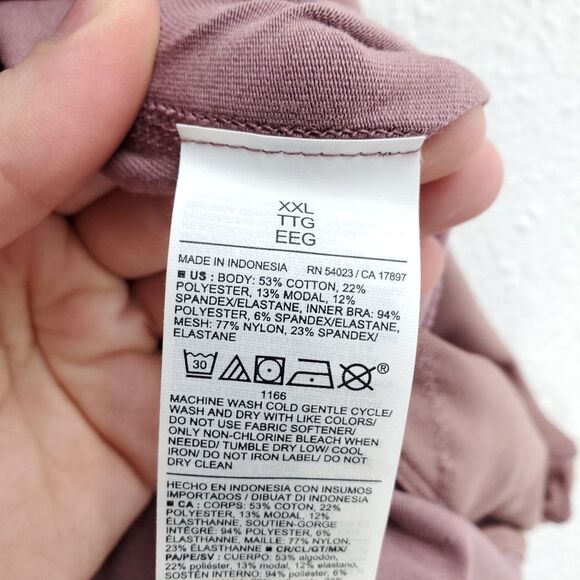 XXL
TTG
EEG
MADE IN INDONESIA RN 54023 / CA 17897
■ US : BODY: 53% COTTON, 22%
POLYESTER, 13% MODAL, 12%
SPANDEX/ELASTANE, INNER BRA: 94%
POLYESTER, 6% SPANDEX/ELASTANE,
MESH: 77% NYLON, 23% SPANDEX/
ELASTANE
30 ®
1166
MACHINE WASH COLD GENTLE CYCLE/
WASH AND DRY WITH LIKE COLORS/
DO NOT USE FABRIC SOFTENER/
ONLY NON-CHLORINE BLEACH WHEN
NEEDED/ TUMBLE DRY LOW/ COOL
IRON/ DO NOT IRON LABEL/ DO NOT
DRY CLEAN
HECHO EN INDONESIA CON INSUMOS
IMPORTADOS / DIBUAT DI INDONESIA
■ CA : CORPS: 53% COTON, 22%
POLYESTER, 13% MODAL, 12%
ÉLASTHANNE, SOUTIEN-GORGE
INTÉGRÉ: 94% POLYESTER, 6%
ÉLASTHANNE, MAILLE: 77% NYLON,
23% ÉLASTHANNE ■ CR/CL/GT/MX/
PA/PE/SV : CUERPO: 53% algodón,
22% poliéster, 13% modal, 12% elastano,
SOSTÉN INTERIOR: 94% poliéster, 6%